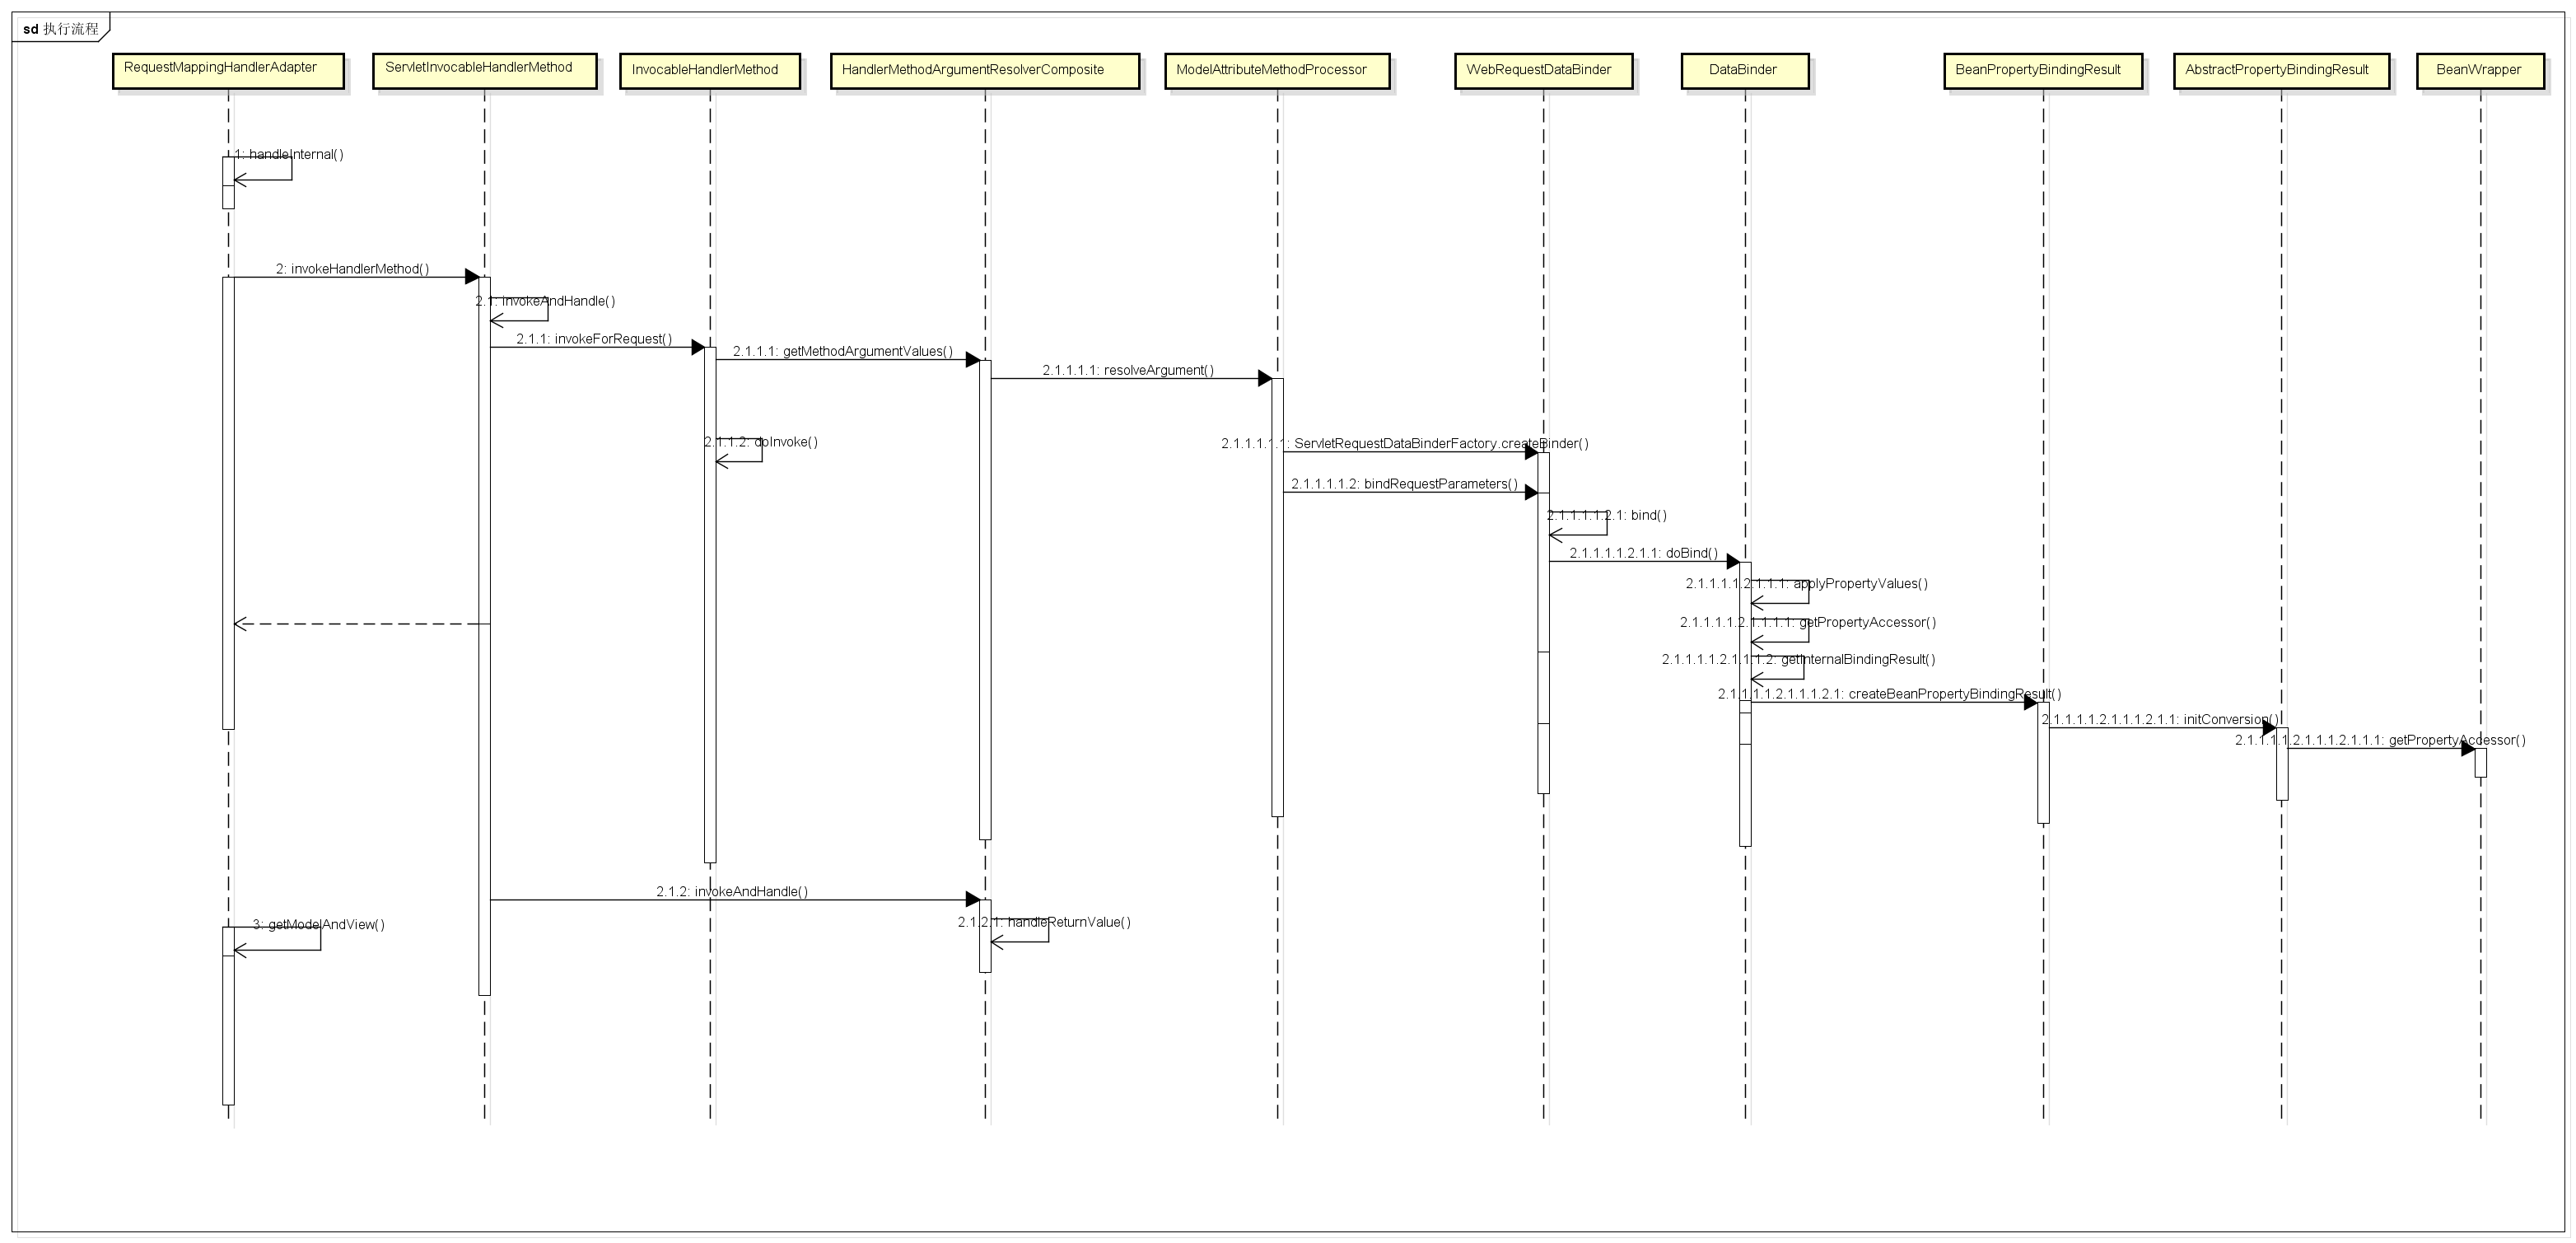 sd 执行流程
RequestMappingHandlerAdapter
ServletInvocableHandlerMethod
InvocableHandlerMethod
HandlerMethodArgumentResolverComposite
ModelAttributeMethodProcessor
WebRequestDataBinder
DataBinder
BeanPropertyBindingResult
AbstractPropertyBindingResult
BeanWrapper
1: handleInternal()
2: invokeHandlerMethod()
2.1: invokeAndHandle()
2.1.1: invokeForRequest()
2.1.1.1: getMethodArgumentValues()
2.1.1.1.1: resolveArgument()
2.1.1.2: doInvoke()
2.1.1.1.1.1: ServletRequestDataBinderFactory.createBinder()
2.1.1.1.1.2: bindRequestParameters()
2.1.1.1.1.2.1: bind()
2.1.1.1.1.2.1.1: doBind()
2.1.1.1.1.2.1.1.1: applyPropertyValues()
2.1.1.1.1.2.1.1.1.1: getPropertyAccessor()
2.1.1.1.1.2.1.1.1.2: getInternalBindingResult()
2.1.1.1.1.2.1.1.1.2.1: createBeanPropertyBindingResult()
2.1.1.1.1.2.1.1.1.2.1.1: initConversion()
2.1.1.1.1.2.1.1.1.2.1.1.1: getPropertyAccessor()
2.1.2: invokeAndHandle()
2.1.2.1: handleReturnValue()
3: getModelAndView()